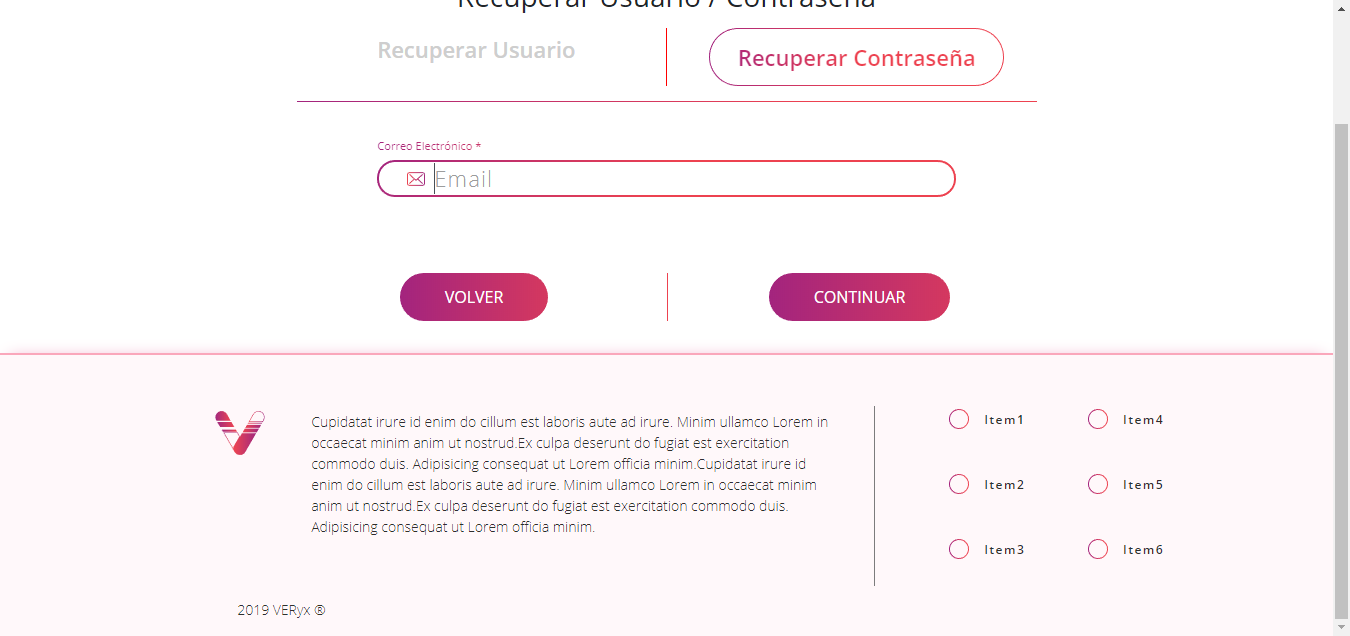 Recuperar Usuario / Contraseña
Recuperar Usuario
Recuperar Contraseña
Correo Electrónico *
Email
VOLVER
CONTINUAR
Cupidatat irure id enim do cillum est laboris aute ad irure. Minim ullamco Lorem in
occaecat minim anim ut nostrud.Ex culpa deserunt do fugiat est exercitation
commodo duis. Adipisicing consequat ut Lorem officia minim.Cupidatat irure id
enim do cillum est laboris aute ad irure. Minim ullamco Lorem in occaecat minim
anim ut nostrud.Ex culpa deserunt do fugiat est exercitation commodo duis.
Adipisicing consequat ut Lorem officia minim.
Item1
Item4
Item2
Item5
Item3
Item6
2019 VERyx ®